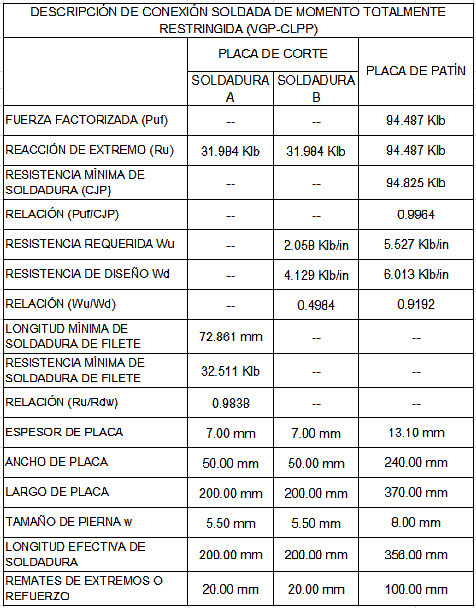 DESCRIPCIÓN DE CONEXIÓN SOLDADA DE MOMENTO TOTALMENTE
RESTRINGIDA (VGP-CLPP)
PLACA DE CORTE
PLACA DE PATÍN
SOLDADURA A
SOLDADURA B
FUERZA FACTORIZADA (Puf) -- -- 94.487 Klb
REACCIÓN DE EXTREMO (Ru) 31.984 Klb 31.984 Klb 94.487 Klb
RESISTENCIA MÍNIMA DE
SOLDADURA (CJP) -- -- 94.825 Klb
RELACIÓN (Puf/CJP) -- -- 0.9964
RESISTENCIA REQUERIDA Wu -- 2.058 Klb/in 5.527 Klb/in
RESISTENCIA DE DISEÑO Wd -- 4.129 Klb/in 6.013 Klb/in
RELACIÓN (Wu/Wd) -- 0.4984 0.9192
LONGITUD MÍNIMA DE
SOLDADURA DE FILETE 72.861 mm -- --
RESISTENCIA MÍNIMA DE
SOLDADURA DE FILETE 32.511 Klb -- --
RELACIÓN (Ru/Rdw) 0.9838 -- --
ESPESOR DE PLACA 7.00 mm 7.00 mm 13.10 mm
ANCHO DE PLACA 50.00 mm 50.00 mm 240.00 mm
LARGO DE PLACA 200.00 mm 200.00 mm 370.00 mm
TAMAÑO DE PIERNA w 5.50 mm 5.50 mm 8.00 mm
LONGITUD EFECTIVA DE
SOLDADURA 200.00 mm 200.00 mm 356.00 mm
REMATES DE EXTREMOS O
REFUERZO 20.00 mm 20.00 mm 100.00 mm